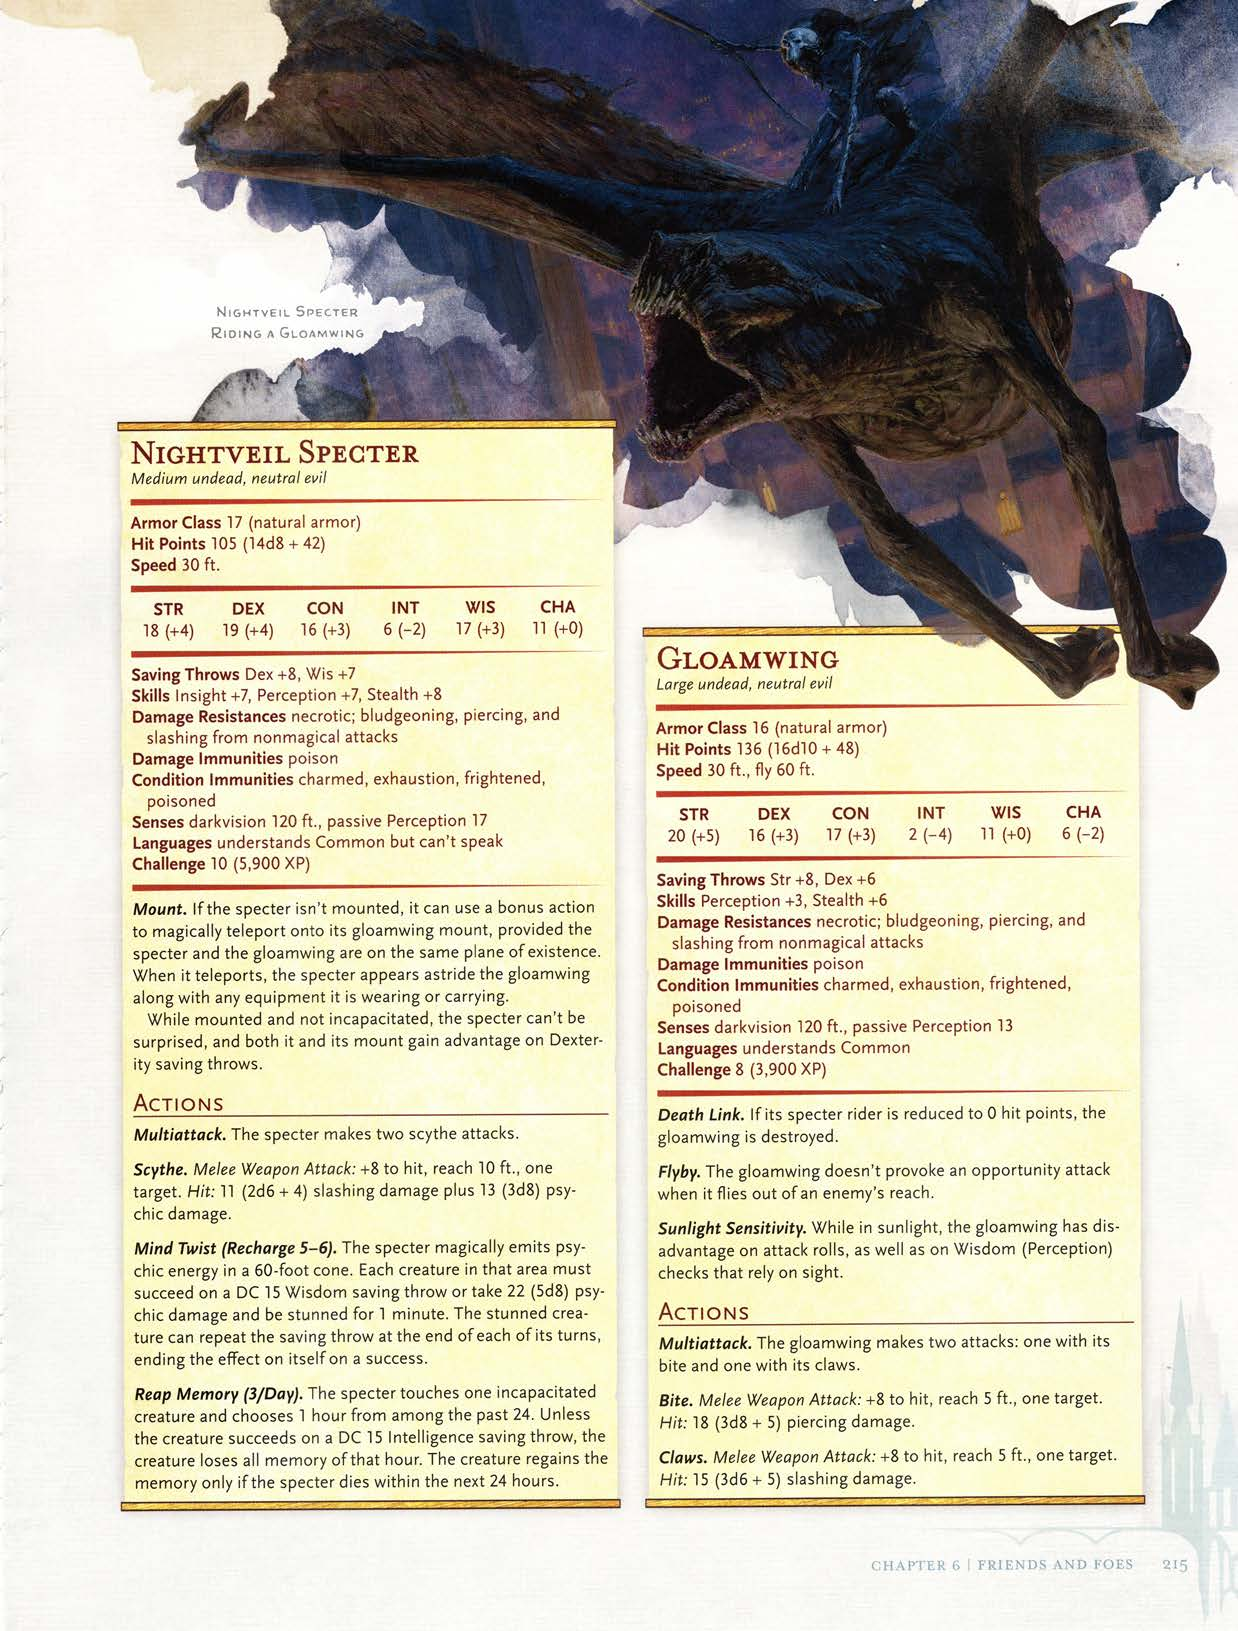 NIGHTVEIL SPECTER
RIDING A GLOAMWING
NIGHTVEIL SPECTER
Medium undead, neutral evil
Armor Class 17 (natural armor)
Hit Points 105 (14d8 + 42)
Speed 30 ft.
STR DEX CON INT WIS CHA
18 (+4) 19 (+4) 16 (+3) 6 (−2) 17 (+3) 11 (+0)
Saving Throws Dex +8, Wis +7
Skills Insight +7, Perception +7, Stealth +8
Damage Resistances necrotic; bludgeoning, piercing, and
slashing from nonmagical attacks
Damage Immunities poison
Condition Immunities charmed, exhaustion, frightened,
poisoned
Senses darkvision 120 ft., passive Perception 17
Languages understands Common but can't speak
Challenge 10 (5,900 XP)
Mount. If the specter isn't mounted, it can use a bonus action
to magically teleport onto its gloamwing mount, provided the
specter and the gloamwing are on the same plane of existence.
When it teleports, the specter appears astride the gloamwing
along with any equipment it is wearing or carrying.
While mounted and not incapacitated, the specter can't be
surprised, and both it and its mount gain advantage on Dexter-
ity saving throws.
ACTIONS
Multiattack. The specter makes two scythe attacks.
Scythe. Melee Weapon Attack: +8 to hit, reach 10 ft., one
target. Hit: 11 (2d6 + 4) slashing damage plus 13 (3d8) psy-
chic damage.
Mind Twist (Recharge 5–6). The specter magically emits psy-
chic energy in a 60-foot cone. Each creature in that area must
succeed on a DC 15 Wisdom saving throw or take 22 (5d8) psy-
chic damage and be stunned for 1 minute. The stunned crea-
ture can repeat the saving throw at the end of each of its turns,
ending the effect on itself on a success.
Reap Memory (3/Day). The specter touches one incapacitated
creature and chooses 1 hour from among the past 24. Unless
the creature succeeds on a DC 15 Intelligence saving throw, the
creature loses all memory of that hour. The creature regains the
memory only if the specter dies within the next 24 hours.
GLOAMWING
Large undead, neutral evil
Armor Class 16 (natural armor)
Hit Points 136 (16d10 + 48)
Speed 30 ft., fly 60 ft.
STR DEX CON INT WIS CHA
20 (+5) 16 (+3) 17 (+3) 2 (−4) 11 (+0) 6 (−2)
Saving Throws Str +8, Dex +6
Skills Perception +3, Stealth +6
Damage Resistances necrotic; bludgeoning, piercing, and
slashing from nonmagical attacks
Damage Immunities poison
Condition Immunities charmed, exhaustion, frightened,
poisoned
Senses darkvision 120 ft., passive Perception 13
Languages understands Common
Challenge 8 (3,900 XP)
Death Link. If its specter rider is reduced to 0 hit points, the
gloamwing is destroyed.
Flyby. The gloamwing doesn't provoke an opportunity attack
when it flies out of an enemy's reach.
Sunlight Sensitivity. While in sunlight, the gloamwing has dis-
advantage on attack rolls, as well as on Wisdom (Perception)
checks that rely on sight.
ACTIONS
Multiattack. The gloamwing makes two attacks: one with its
bite and one with its claws.
Bite. Melee Weapon Attack: +8 to hit, reach 5 ft., one target.
Hit: 18 (3d8 + 5) piercing damage.
Claws. Melee Weapon Attack: +8 to hit, reach 5 ft., one target.
Hit: 15 (3d6 + 5) slashing damage.
CHAPTER 6 | FRIENDS AND FOES 215